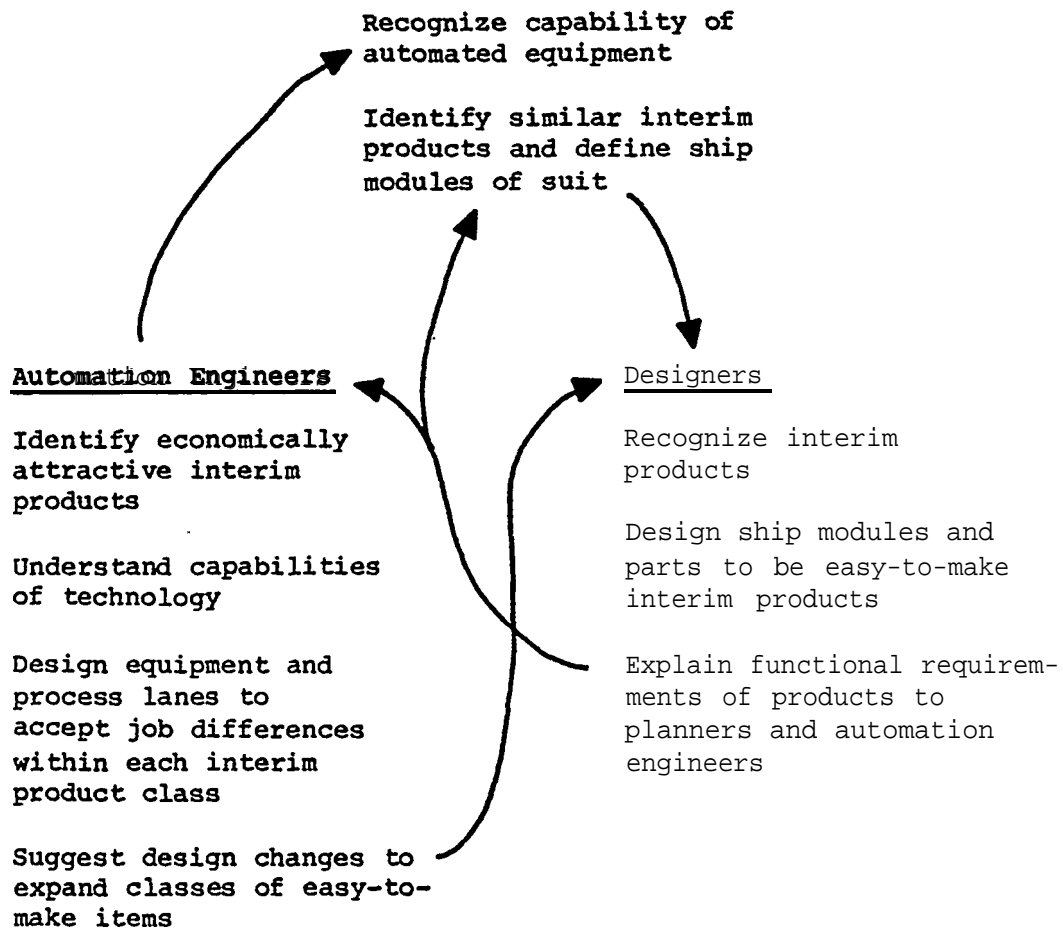 Recognize capability of
automated equipment
Identify similar interim
products and define ship
modules of suit
Automation Engineers
Identify economically
attractive interim
products
Understand capabilities
of technology
Design equipment and
process lanes to
accept job differences
within each interim
product class
Suggest design changes to
expand classes of easy-to-
make items
Designers
Recognize interim
products
Design ship modules and
parts to be easy-to-make
interim products
Explain functional requirem-
ments of products to
planners and automation
engineers